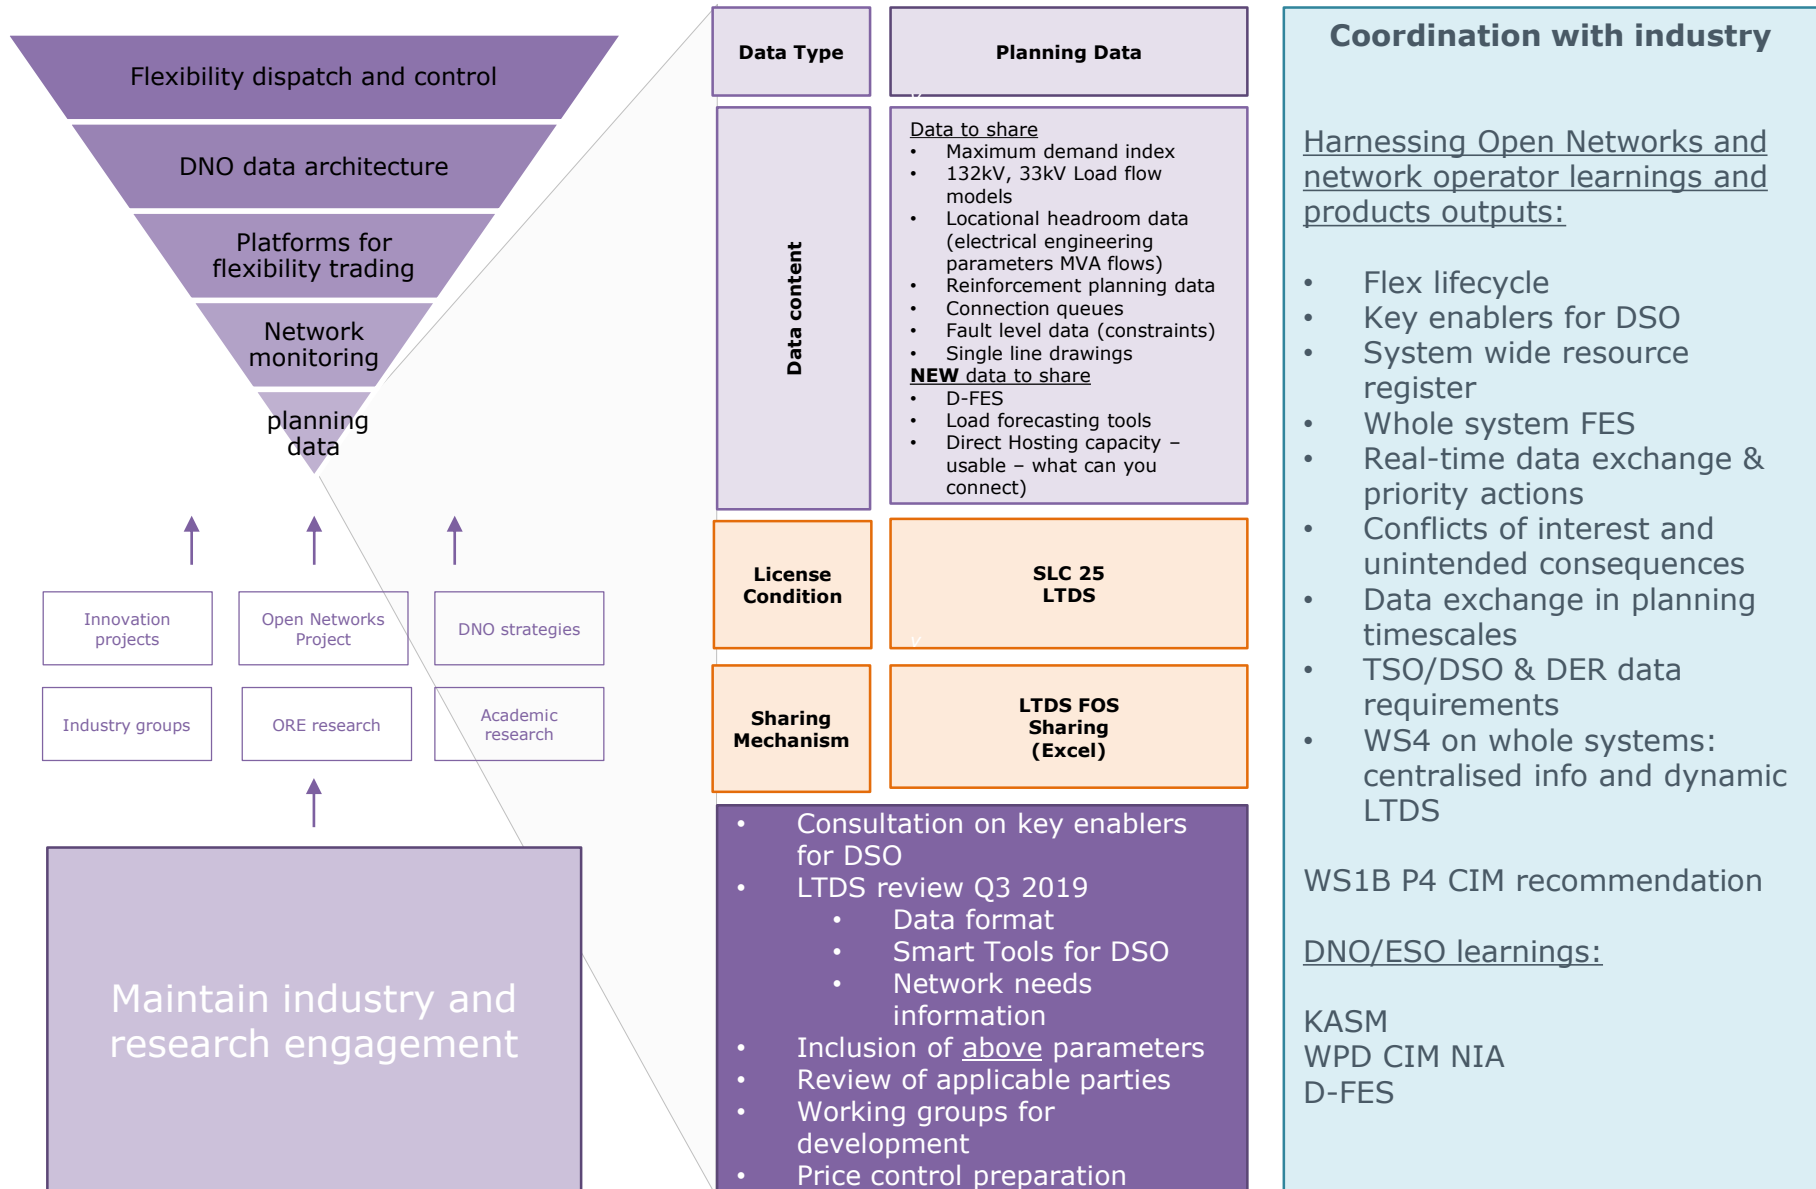 Flexibility dispatch and control
DNO data architecture
Platforms for
flexibility trading
Network
monitoring
planning
data
Innovation
projects
Open Networks
Project
DNO strategies
Industry groups
ORE research
Academic
research
Maintain industry and
research engagement
Data Type
Planning Data
Data content
Data to share
• Maximum demand index
• 132kV, 33kV Load flow
models
• Locational headroom data
(electrical engineering
parameters MVA flows)
• Reinforcement planning data
• Connection queues
• Fault level data (constraints)
• Single line drawings
NEW data to share
• D-FES
• Load forecasting tools
• Direct Hosting capacity –
usable – what can you
connect)
License
Condition
SLC 25
LTDS
Sharing
Mechanism
LTDS FOS
Sharing
(Excel)
• Consultation on key enablers
for DSO
• LTDS review Q3 2019
• Data format
• Smart Tools for DSO
• Network needs
information
• Inclusion of above parameters
• Review of applicable parties
• Working groups for
development
• Price control preparation
Coordination with industry
Harnessing Open Networks and
network operator learnings and
products outputs:
• Flex lifecycle
• Key enablers for DSO
• System wide resource
register
• Whole system FES
• Real-time data exchange &
priority actions
• Conflicts of interest and
unintended consequences
• Data exchange in planning
timescales
• TSO/DSO & DER data
requirements
• WS4 on whole systems:
centralised info and dynamic
LTDS
WS1B P4 CIM recommendation
DNO/ESO learnings:
KASM
WPD CIM NIA
D-FES